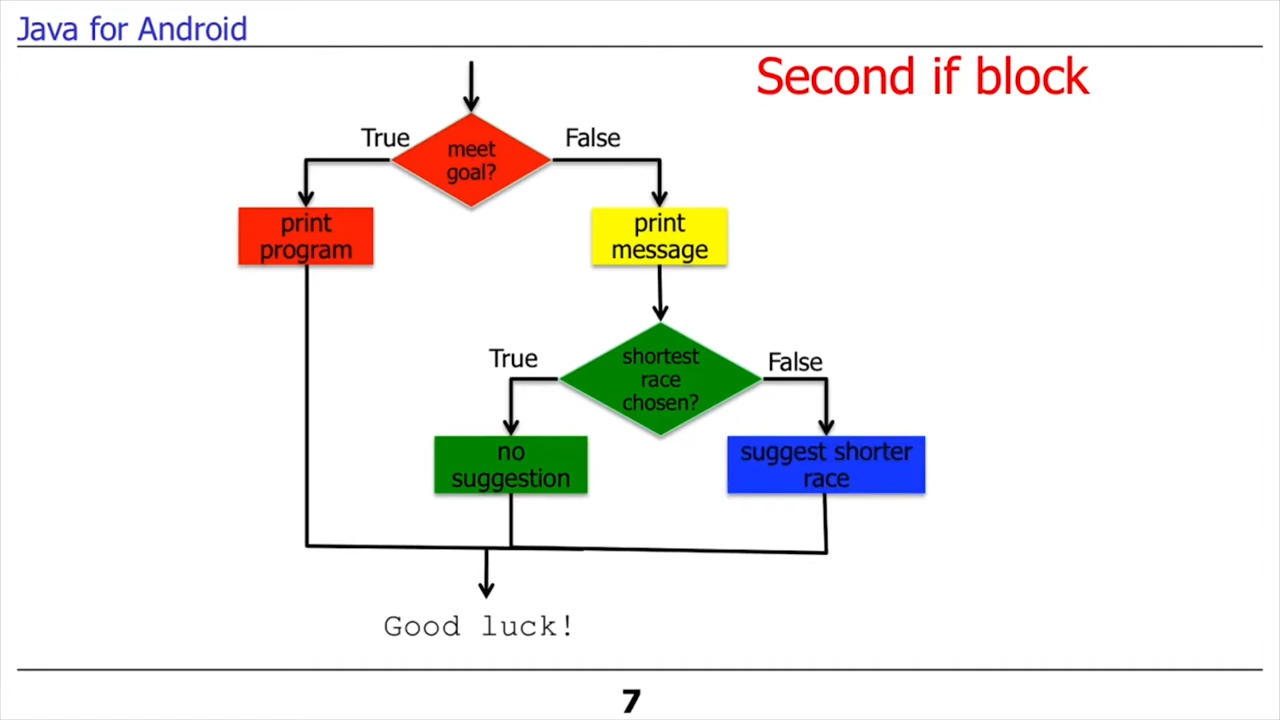 Java for Android
Second if block
True
False
meet
goal?
print
program
print
message
True
False
shortest
race
chosen?
no
suggestion
suggest shorter
race
Good luck!
7